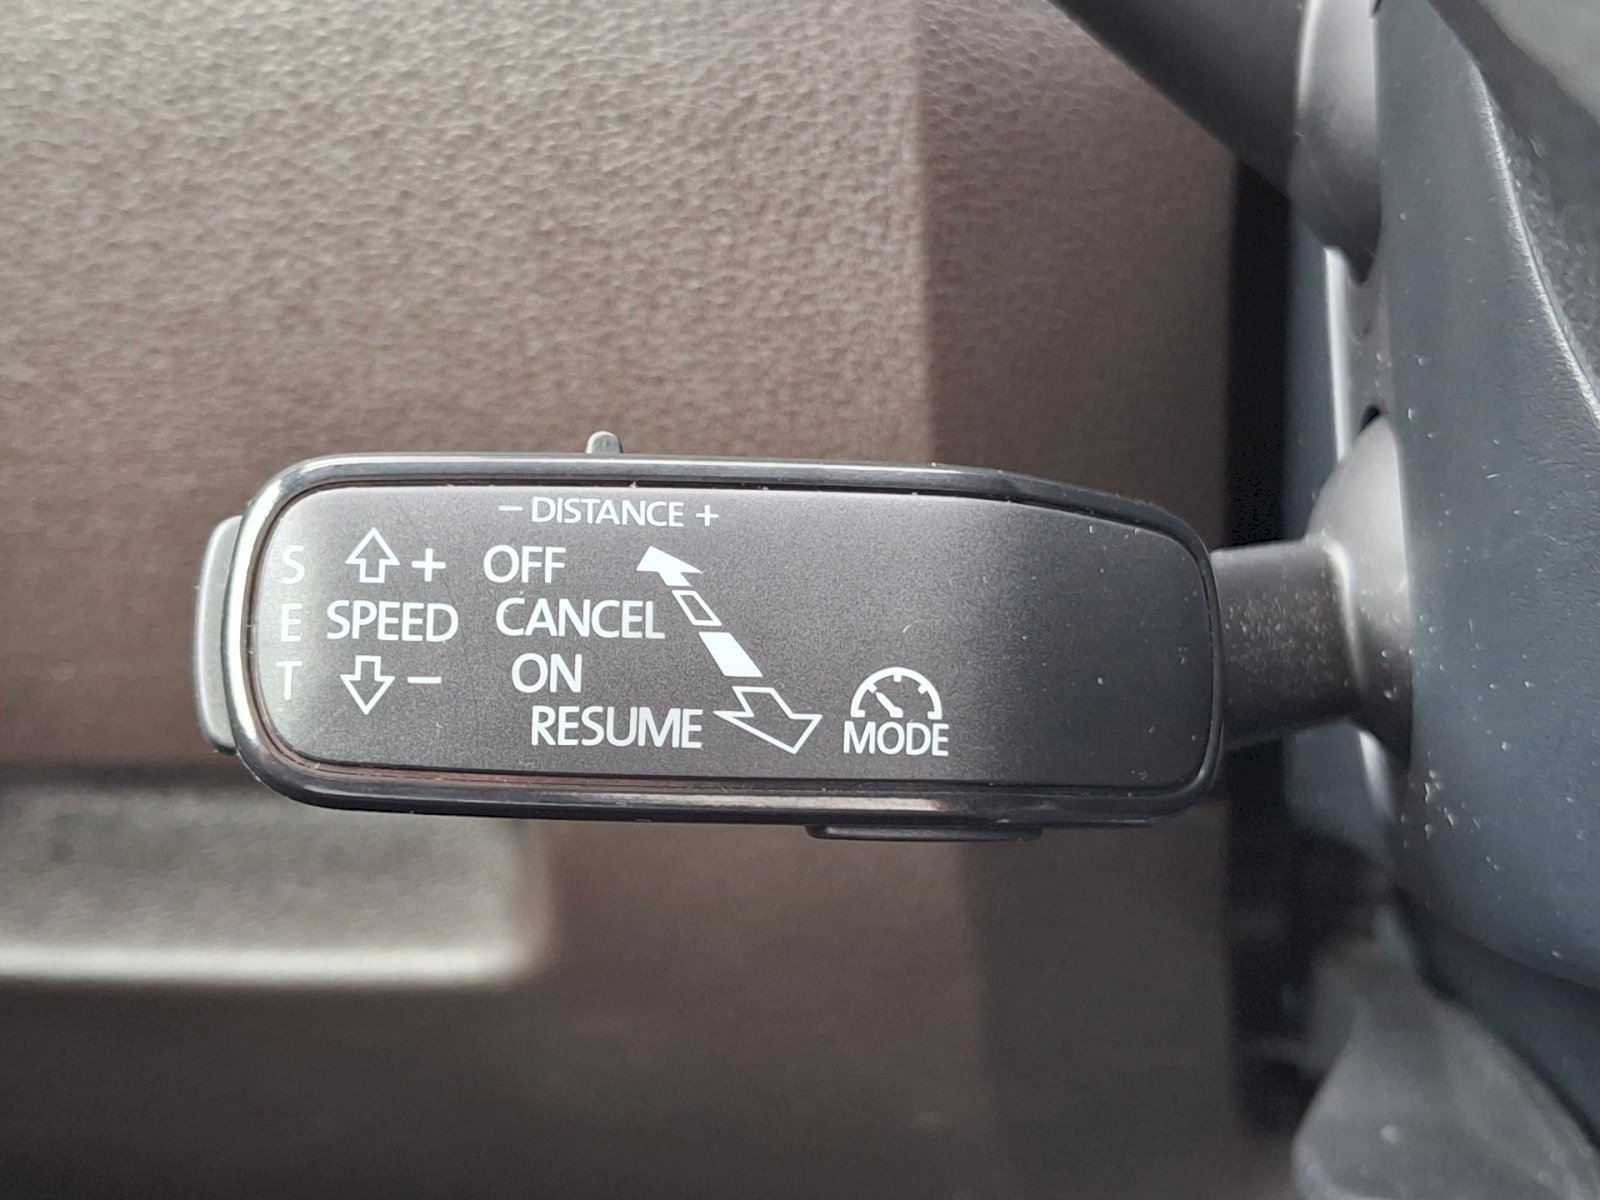 – DISTANCE +
S + OFF
E SPEED CANCEL
T – ON
RESUME MODE